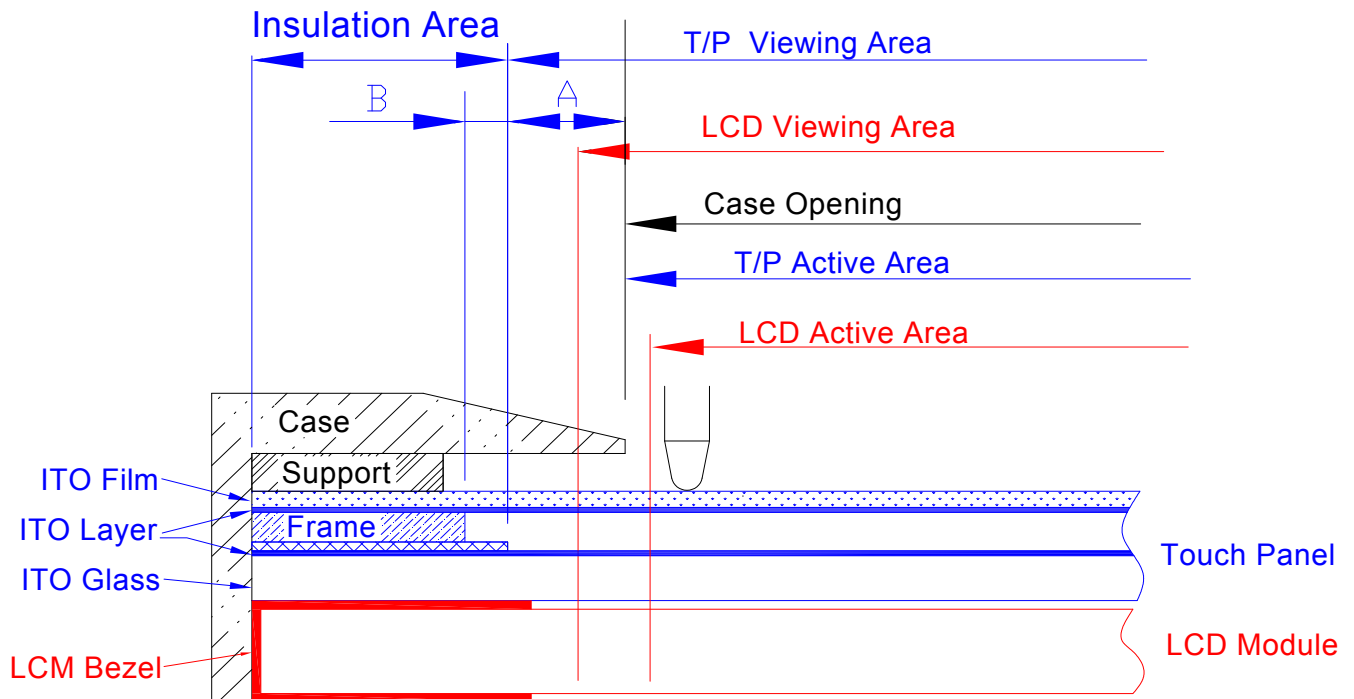 Insulation Area
T/P Viewing Area
B
A
LCD Viewing Area
Case Opening
T/P Active Area
LCD Active Area
Case
Support
ITO Film
ITO Layer
Frame
ITO Glass
Touch Panel
LCM Bezel
LCD Module